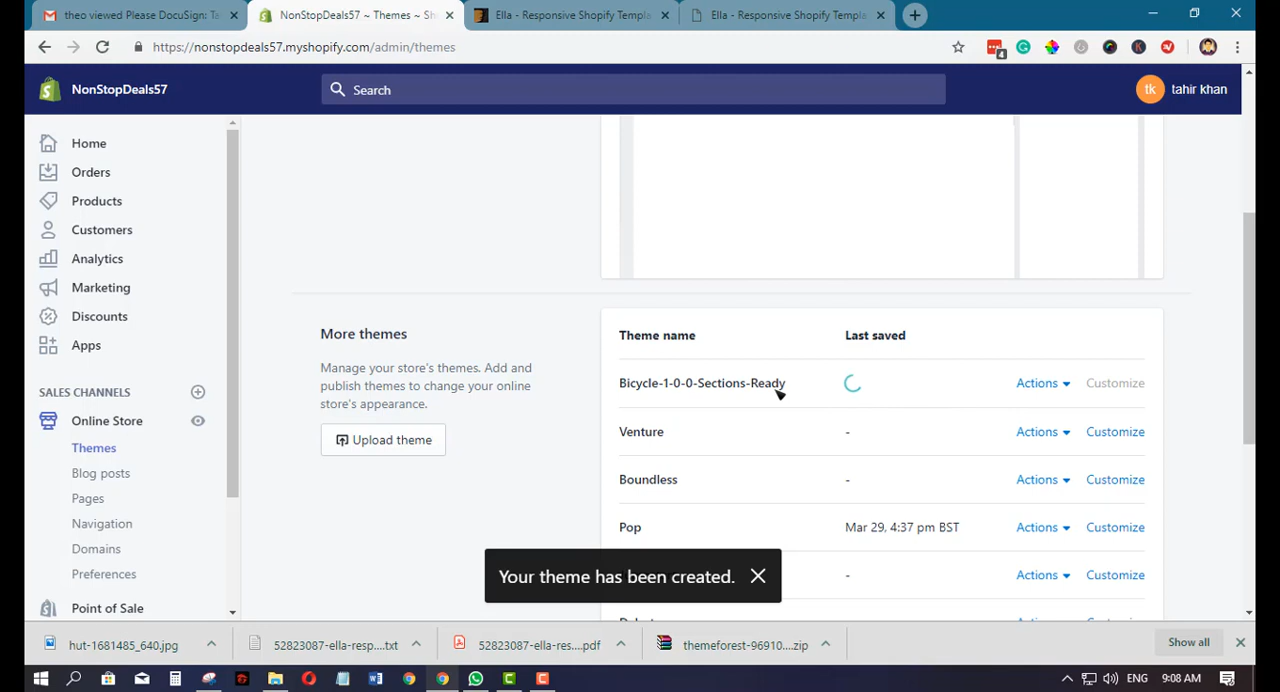 theo viewed Please DocuSign: Ta
NonStopDeals57 ~ Themes ~ Sh
Ella - Responsive Shopify Templa
Ella - Responsive Shopify Templa
https://nonstopdeals57.myshopify.com/admin/themes
4
NonStopDeals57
Search
tk
tahir khan
Home
Orders
Products
Customers
Analytics
Marketing
Discounts
Apps
SALES CHANNELS
Online Store
Themes
Blog posts
Pages
Navigation
Domains
Preferences
Point of Sale
More themes
Manage your store's themes. Add and
publish themes to change your online
store's appearance.
Upload theme
Theme name Last saved
Bicycle-1-0-0-Sections-Ready Actions Customize
Venture - Actions Customize
Boundless - Actions Customize
Pop Mar 29, 4:37 pm BST Actions Customize
- Actions Customize
Your theme has been created.
hut-1681485_640.jpg
52823087-ella-resp....txt
52823087-ella-res....pdf
themeforest-96910....zip
Show all
ENG
9:08 AM